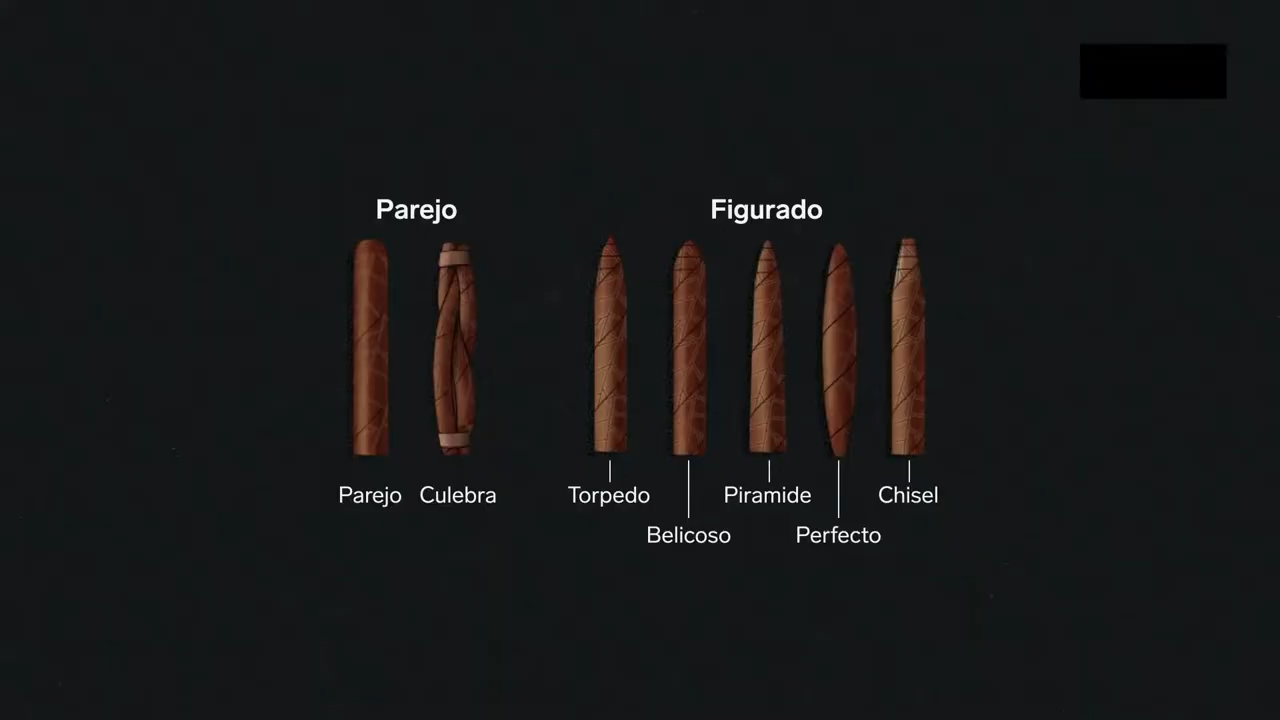 Parejo
Figurado
Parejo
Culebra
Torpedo
Belicoso
Piramide
Perfecto
Chisel